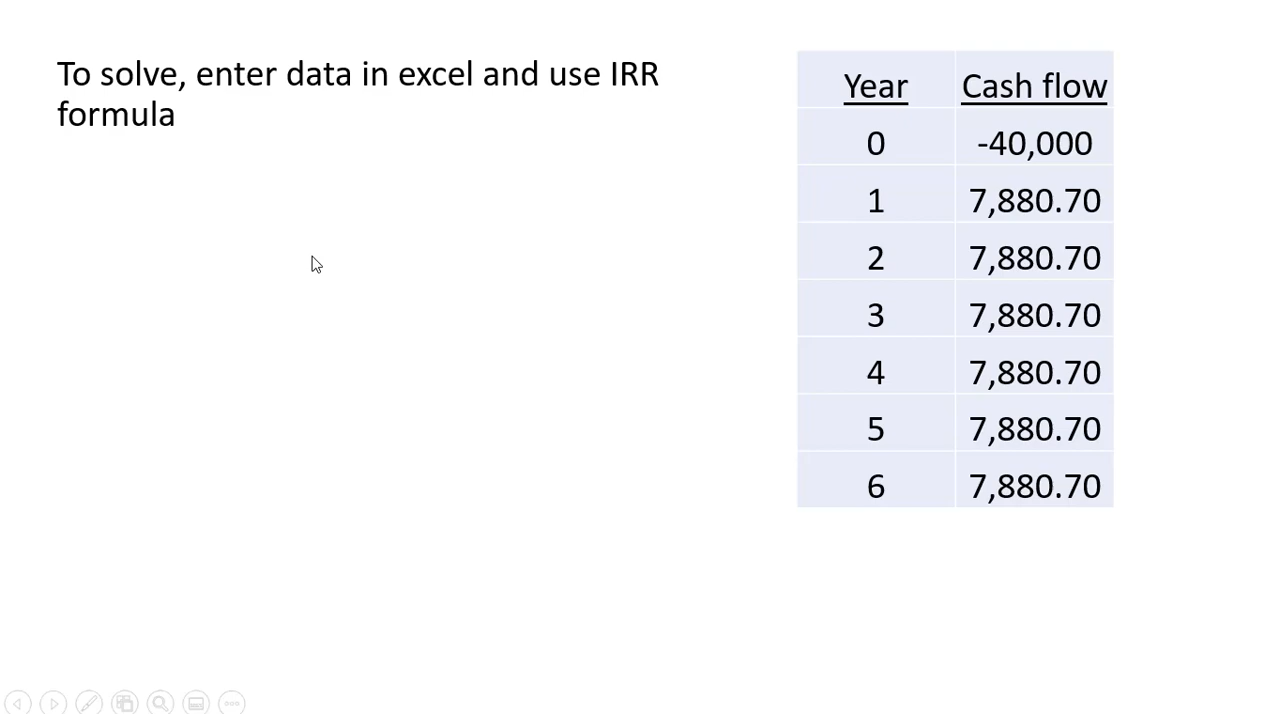 To solve, enter data in excel and use IRR
formula
Year Cash flow
0 -40,000
1 7,880.70
2 7,880.70
3 7,880.70
4 7,880.70
5 7,880.70
6 7,880.70